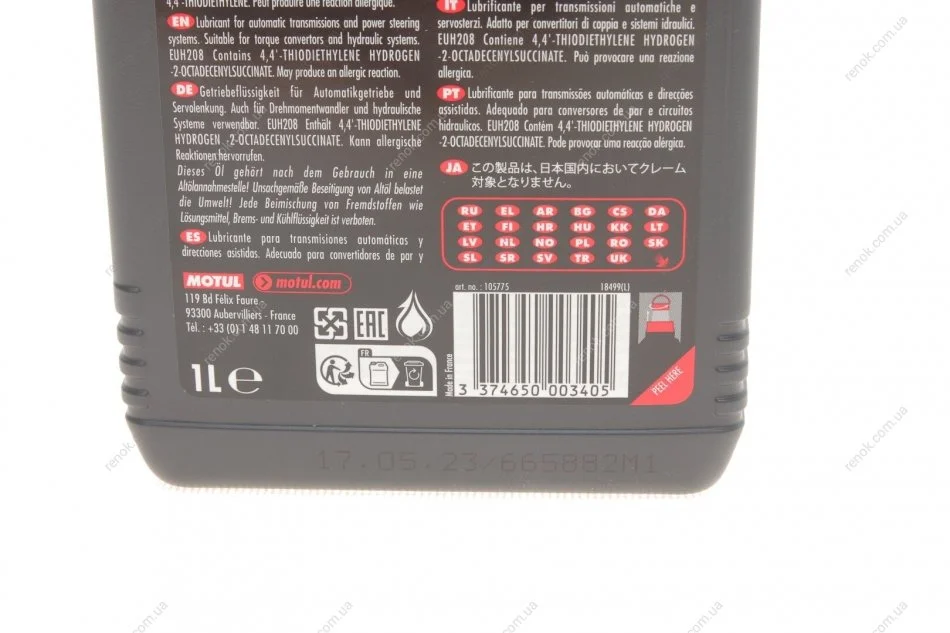 4,4'-THIODIETHYLENE. Peut produire une réaction allergique.
EN Lubricant for automatic transmissions and power steering
systems. Suitable for torque convertors and hydraulic systems.
EUH208 Contains 4,4'-THIODIETHYLENE HYDROGEN
-2-OCTADECENYLSUCCINATE. May produce an allergic reaction.
DE Getriebeflüssigkeit für Automatikgetriebe und
Servolenkung. Auch für Drehmomentwandler und hydraulische
Systeme verwendbar. EUH208 Enthält 4,4'-THIODIETHYLENE
HYDROGEN -2-OCTADECENYLSUCCINATE. Kann allergische
Reaktionen hervorrufen.
Dieses Öl gehört nach dem Gebrauch in eine
Altölannahmestelle! Unsachgemäße Beseitigung von Altöl belastet
die Umwelt! Jede Beimischung von Fremdstoffen wie
Lösungsmittel, Brems- und Kühlflüssigkeit ist verboten.
ES Lubricante para transmisiones automáticas y
direcciones asistidas. Adecuado para convertidores de par y
IT Lubrificante per trasmissioni automatiche e
servosterzi. Adatto per convertitori di coppia e sistemi idraulici.
EUH208 Contiene 4,4'-THIODIETHYLENE HYDROGEN
-2-OCTADECENYLSUCCINATE. Può provocare una reazione
allergica.
PT Lubrificante para transmissões automáticas e direcções
assistidas. Adequado para conversores de par e circuitos
hidraulicos. EUH208 Contém 4,4'-THIODIETHYLENE HYDROGEN
-2-OCTADECENYLSUCCINATE. Pode provocar uma reacção alérgica.
JA この製品は、日本国内においてクレーム
対象となりません。
RU EL AR BG CS DA
ET FI HR HU KK LT
LV NL NO PL RO SK
SL SR SV TR UK
MOTUL motul.com
119 Bd Félix Faure
93300 Aubervilliers - France
Tél. : +33 (0)1 48 11 70 00
1L e
EAC
FR
art. no. : 105775 18499(L)
Made in France
3 374650 003405
PEEL HERE
17.05.23 665882M1
renok.com.ua